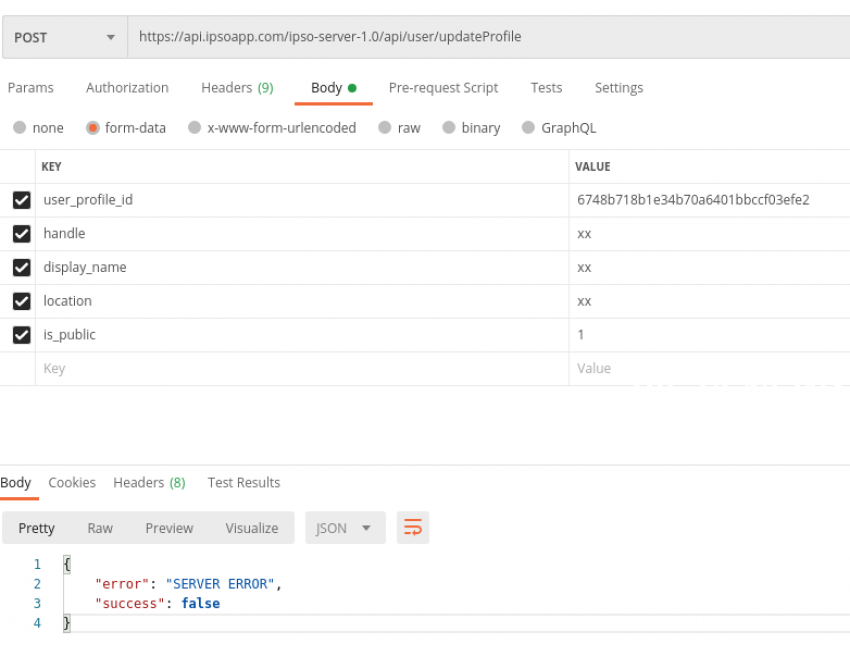 POST https://api.ipsoapp.com/ipso-server-1.0/api/user/updateProfile
Params Authorization Headers (9) Body Pre-request Script Tests Settings
none form-data x-www-form-urlencoded raw binary GraphQL
KEY VALUE
user_profile_id 6748b718b1e34b70a6401bbccf03efe2
handle xx
display_name xx
location xx
is_public 1
Key Value
Body Cookies Headers (8) Test Results
Pretty Raw Preview Visualize JSON
1 {
2 "error": "SERVER ERROR",
3 "success": false
4 }